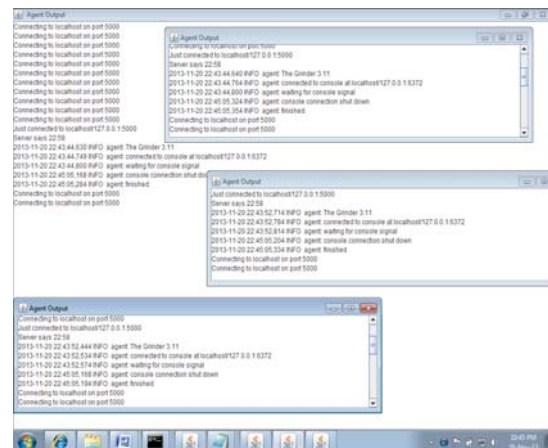 Agent Output
Connecting to localhost on port 5000
Connecting to localhost on port 5000
Connecting to localhost on port 5000
Connecting to localhost on port 5000
Connecting to localhost on port 5000
Connecting to localhost on port 5000
Connecting to localhost on port 5000
Connecting to localhost on port 5000
Connecting to localhost on port 5000
Connecting to localhost on port 5000
Connecting to localhost on port 5000
Connecting to localhost on port 5000
Just connected to localhost/127.0.0.1:5000
Server says 22:58
2013-11-20 22:43:44,630 INFO agent: The Grinder 3.11
2013-11-20 22:43:44,749 INFO agent: connected to console at localhost/127.0.0.1:6372
2013-11-20 22:43:44,800 INFO agent: waiting for console signal
2013-11-20 22:45:05,168 INFO agent: console connection shut do
2013-11-20 22:45:05,284 INFO agent: finished
Connecting to localhost on port 5000
Connecting to localhost on port 5000
Agent Output
Connecting to localhost on port 5000
Just connected to localhost/127.0.0.1:5000
Server says 22:58
2013-11-20 22:43:44,640 INFO agent: The Grinder 3.11
2013-11-20 22:43:44,764 INFO agent: connected to console at localhost/127.0.0.1:6372
2013-11-20 22:43:44,800 INFO agent: waiting for console signal
2013-11-20 22:45:05,324 INFO agent: console connection shut down
2013-11-20 22:45:05,354 INFO agent: finished
Connecting to localhost on port 5000
Connecting to localhost on port 5000
Agent Output
Just connected to localhost/127.0.0.1:5000
Server says 22:58
2013-11-20 22:43:52,714 INFO agent: The Grinder 3.11
2013-11-20 22:43:52,784 INFO agent: connected to console at localhost/127.0.0.1:6372
2013-11-20 22:43:52,814 INFO agent: waiting for console signal
2013-11-20 22:45:05,204 INFO agent: console connection shut down
2013-11-20 22:45:05,334 INFO agent: finished
Connecting to localhost on port 5000
Connecting to localhost on port 5000
Agent Output
Connecting to localhost on port 5000
Just connected to localhost/127.0.0.1:5000
Server says 22:58
2013-11-20 22:43:52,444 INFO agent: The Grinder 3.11
2013-11-20 22:43:52,534 INFO agent: connected to console at localhost/127.0.0.1:6372
2013-11-20 22:43:52,574 INFO agent: waiting for console signal
2013-11-20 22:45:05,168 INFO agent: console connection shut down
2013-11-20 22:45:05,194 INFO agent: finished
Connecting to localhost on port 5000
Connecting to localhost on port 5000
10:45 PM